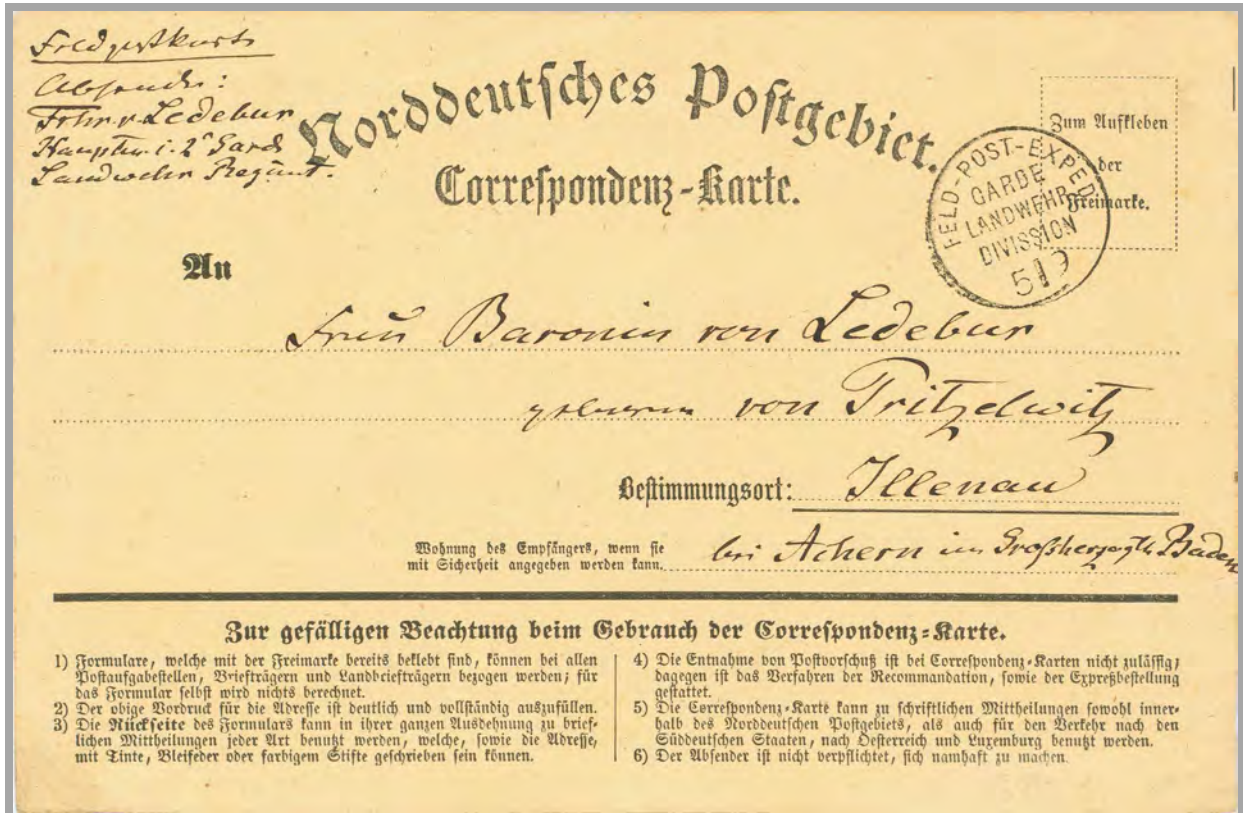 Feldpostkarte
Absender:
Frhr. v. Ledebur
Hauptm. i. 2ᵗ Garde
Landwehr Regimt.
Norddeutsches Postgebiet.
Correspondenz-Karte.
Zum Aufkleben
der
Freimarke.
FELD-POST-EXPED
GARDE
LANDWEHR
DIVISSION
5 9
An
Frau Baronin von Ledebur
geborene von Tritzelwitz
Bestimmungsort: Illenau
Wohnung des Empfängers, wenn sie
mit Sicherheit angegeben werden kann. bei Achern im Großherzogth Baden
Zur gefälligen Beachtung beim Gebrauch der Correspondenz-Karte.
1) Formulare, welche mit der Freimarke bereits beklebt sind, können bei allen
Postaufgabestellen, Briefträgern und Landbriefträgern bezogen werden; für
das Formular selbst wird nichts berechnet.
2) Der obige Vordruck für die Adresse ist deutlich und vollständig auszufüllen.
3) Die Rückseite des Formulars kann in ihrer ganzen Ausdehnung zu brief-
lichen Mittheilungen jeder Art benutzt werden, welche, sowie die Adresse,
mit Tinte, Bleifeder oder farbigem Stifte geschrieben sein können.
4) Die Entnahme von Postvorschuß ist bei Correspondenz-Karten nicht zulässig;
dagegen ist das Verfahren der Recommandation, sowie der Expreßbestellung
gestattet.
5) Die Correspondenz-Karte kann zu schriftlichen Mittheilungen sowohl inner-
halb des Norddeutschen Postgebiets, als auch für den Verkehr nach den
Süddeutschen Staaten, nach Oesterreich und Luxemburg benutzt werden.
6) Der Absender ist nicht verpflichtet, sich namhaft zu machen.